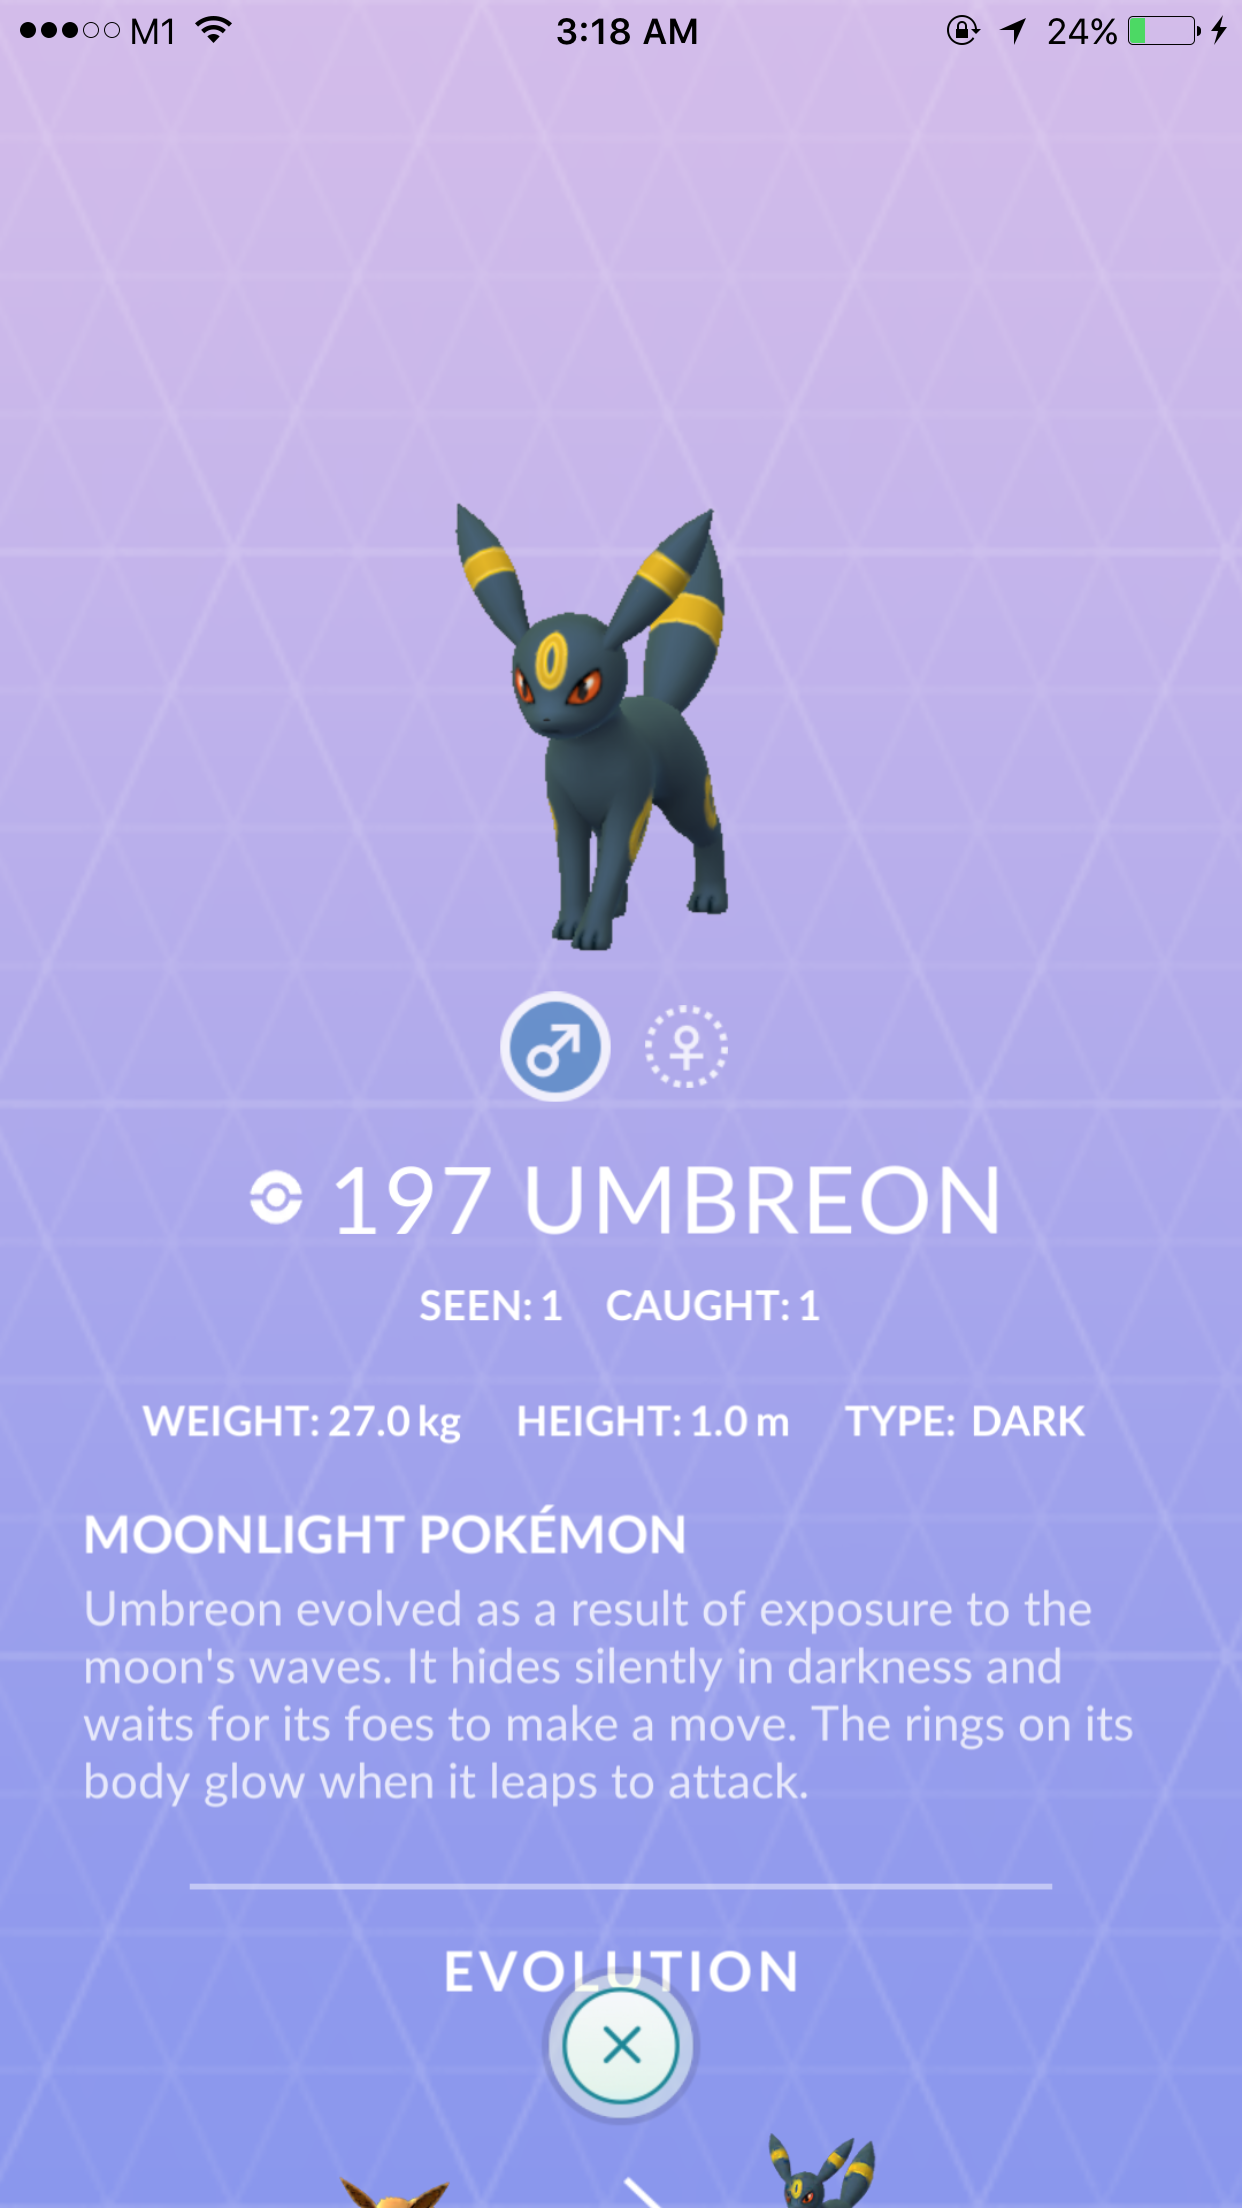 M1 3:18 AM 24%
197 UMBREON
SEEN: 1 CAUGHT: 1
WEIGHT: 27.0 kg HEIGHT: 1.0 m TYPE: DARK
MOONLIGHT POKÉMON
Umbreon evolved as a result of exposure to the
moon's waves. It hides silently in darkness and
waits for its foes to make a move. The rings on its
body glow when it leaps to attack.
EVOLUTION